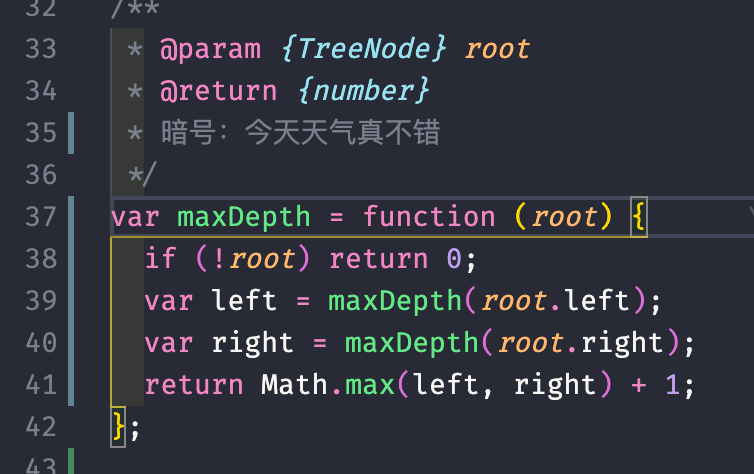 32 /**
33  * @param {TreeNode} root
34  * @return {number}
35  * 暗号：今天天气真不错
36  */
37 var maxDepth = function (root) {
38   if (!root) return 0;
39   var left = maxDepth(root.left);
40   var right = maxDepth(root.right);
41   return Math.max(left, right) + 1;
42 };
43